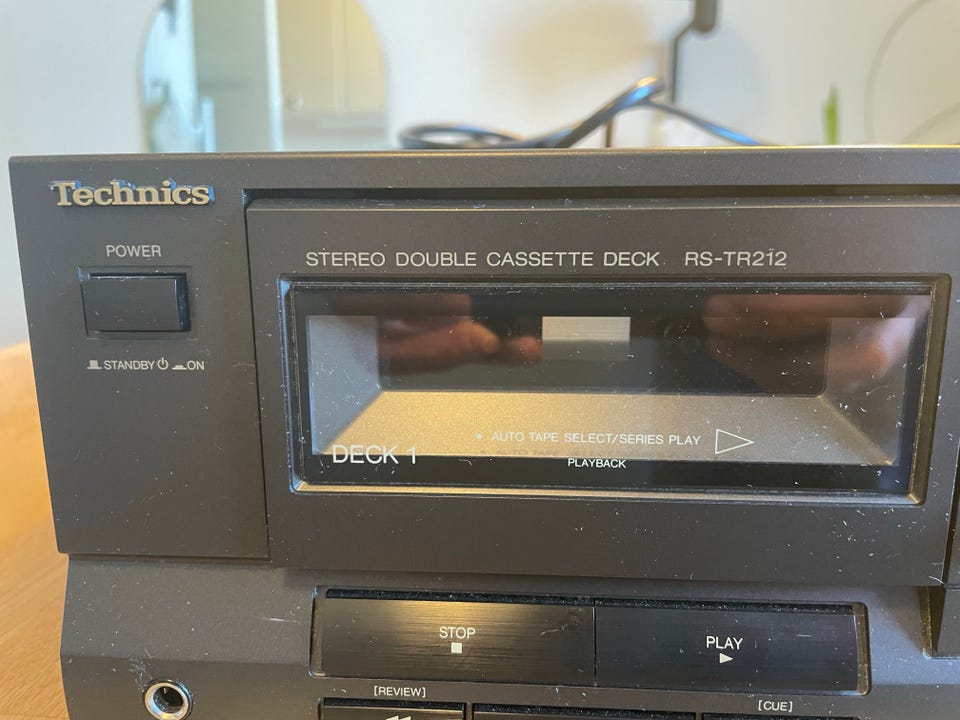 Technics
POWER
STANDBY ON
STEREO DOUBLE CASSETTE DECK RS-TR212
AUTO TAPE SELECT/SERIES PLAY
DECK 1
PLAYBACK
STOP
PLAY
[REVIEW]
[CUE]